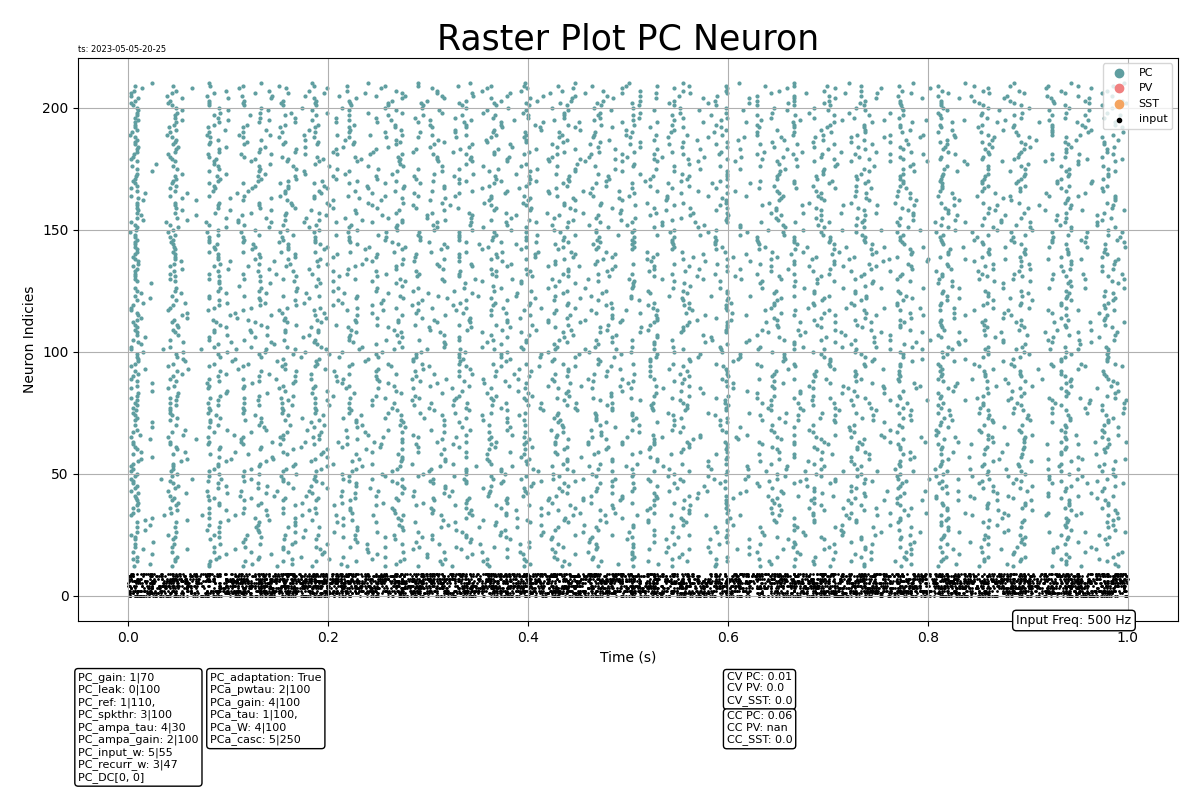 Raster Plot PC Neuron
ts: 2023-05-05-20-25
PC
PV
SST
input
200
150
100
50
0
Neuron Indicies
0.0
0.2
0.4
0.6
0.8
1.0
Input Freq: 500 Hz
Time (s)
PC_gain: 1|70
PC_leak: 0|100
PC_ref: 1|110,
PC_spkthr: 3|100
PC_ampa_tau: 4|30
PC_ampa_gain: 2|100
PC_input_w: 5|55
PC_recurr_w: 3|47
PC_DC[0, 0]
PC_adaptation: True
PCa_pwtau: 2|100
PCa_gain: 4|100
PCa_tau: 1|100,
PCa_W: 4|100
PCa_casc: 5|250
CV PC: 0.01
CV PV: 0.0
CV_SST: 0.0
CC PC: 0.06
CC PV: nan
CC_SST: 0.0